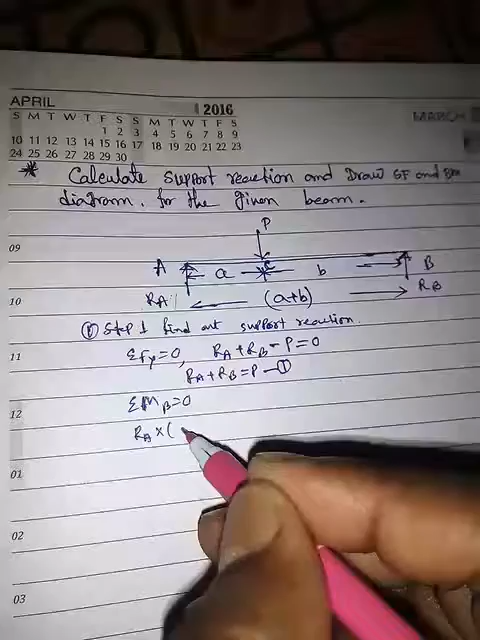 APRIL 2016
MARCH
S M T W T F S S M T W T F S S
1 2 3 4 5 6 7 8 9
10 11 12 13 14 15 16 17 18 19 20 21 22 23
24 25 26 27 28 29 30
* Calculate support reaction and Draw SF and BM
diagram. for the given beam.
P
09
A a c b B
RA (a+b) RB
10
① Step 1 find out support reaction.
11
ΣFy=0, RA+RB-P=0
RA+RB=P-①
12
ΣMB=0
RA×(
01
02
03